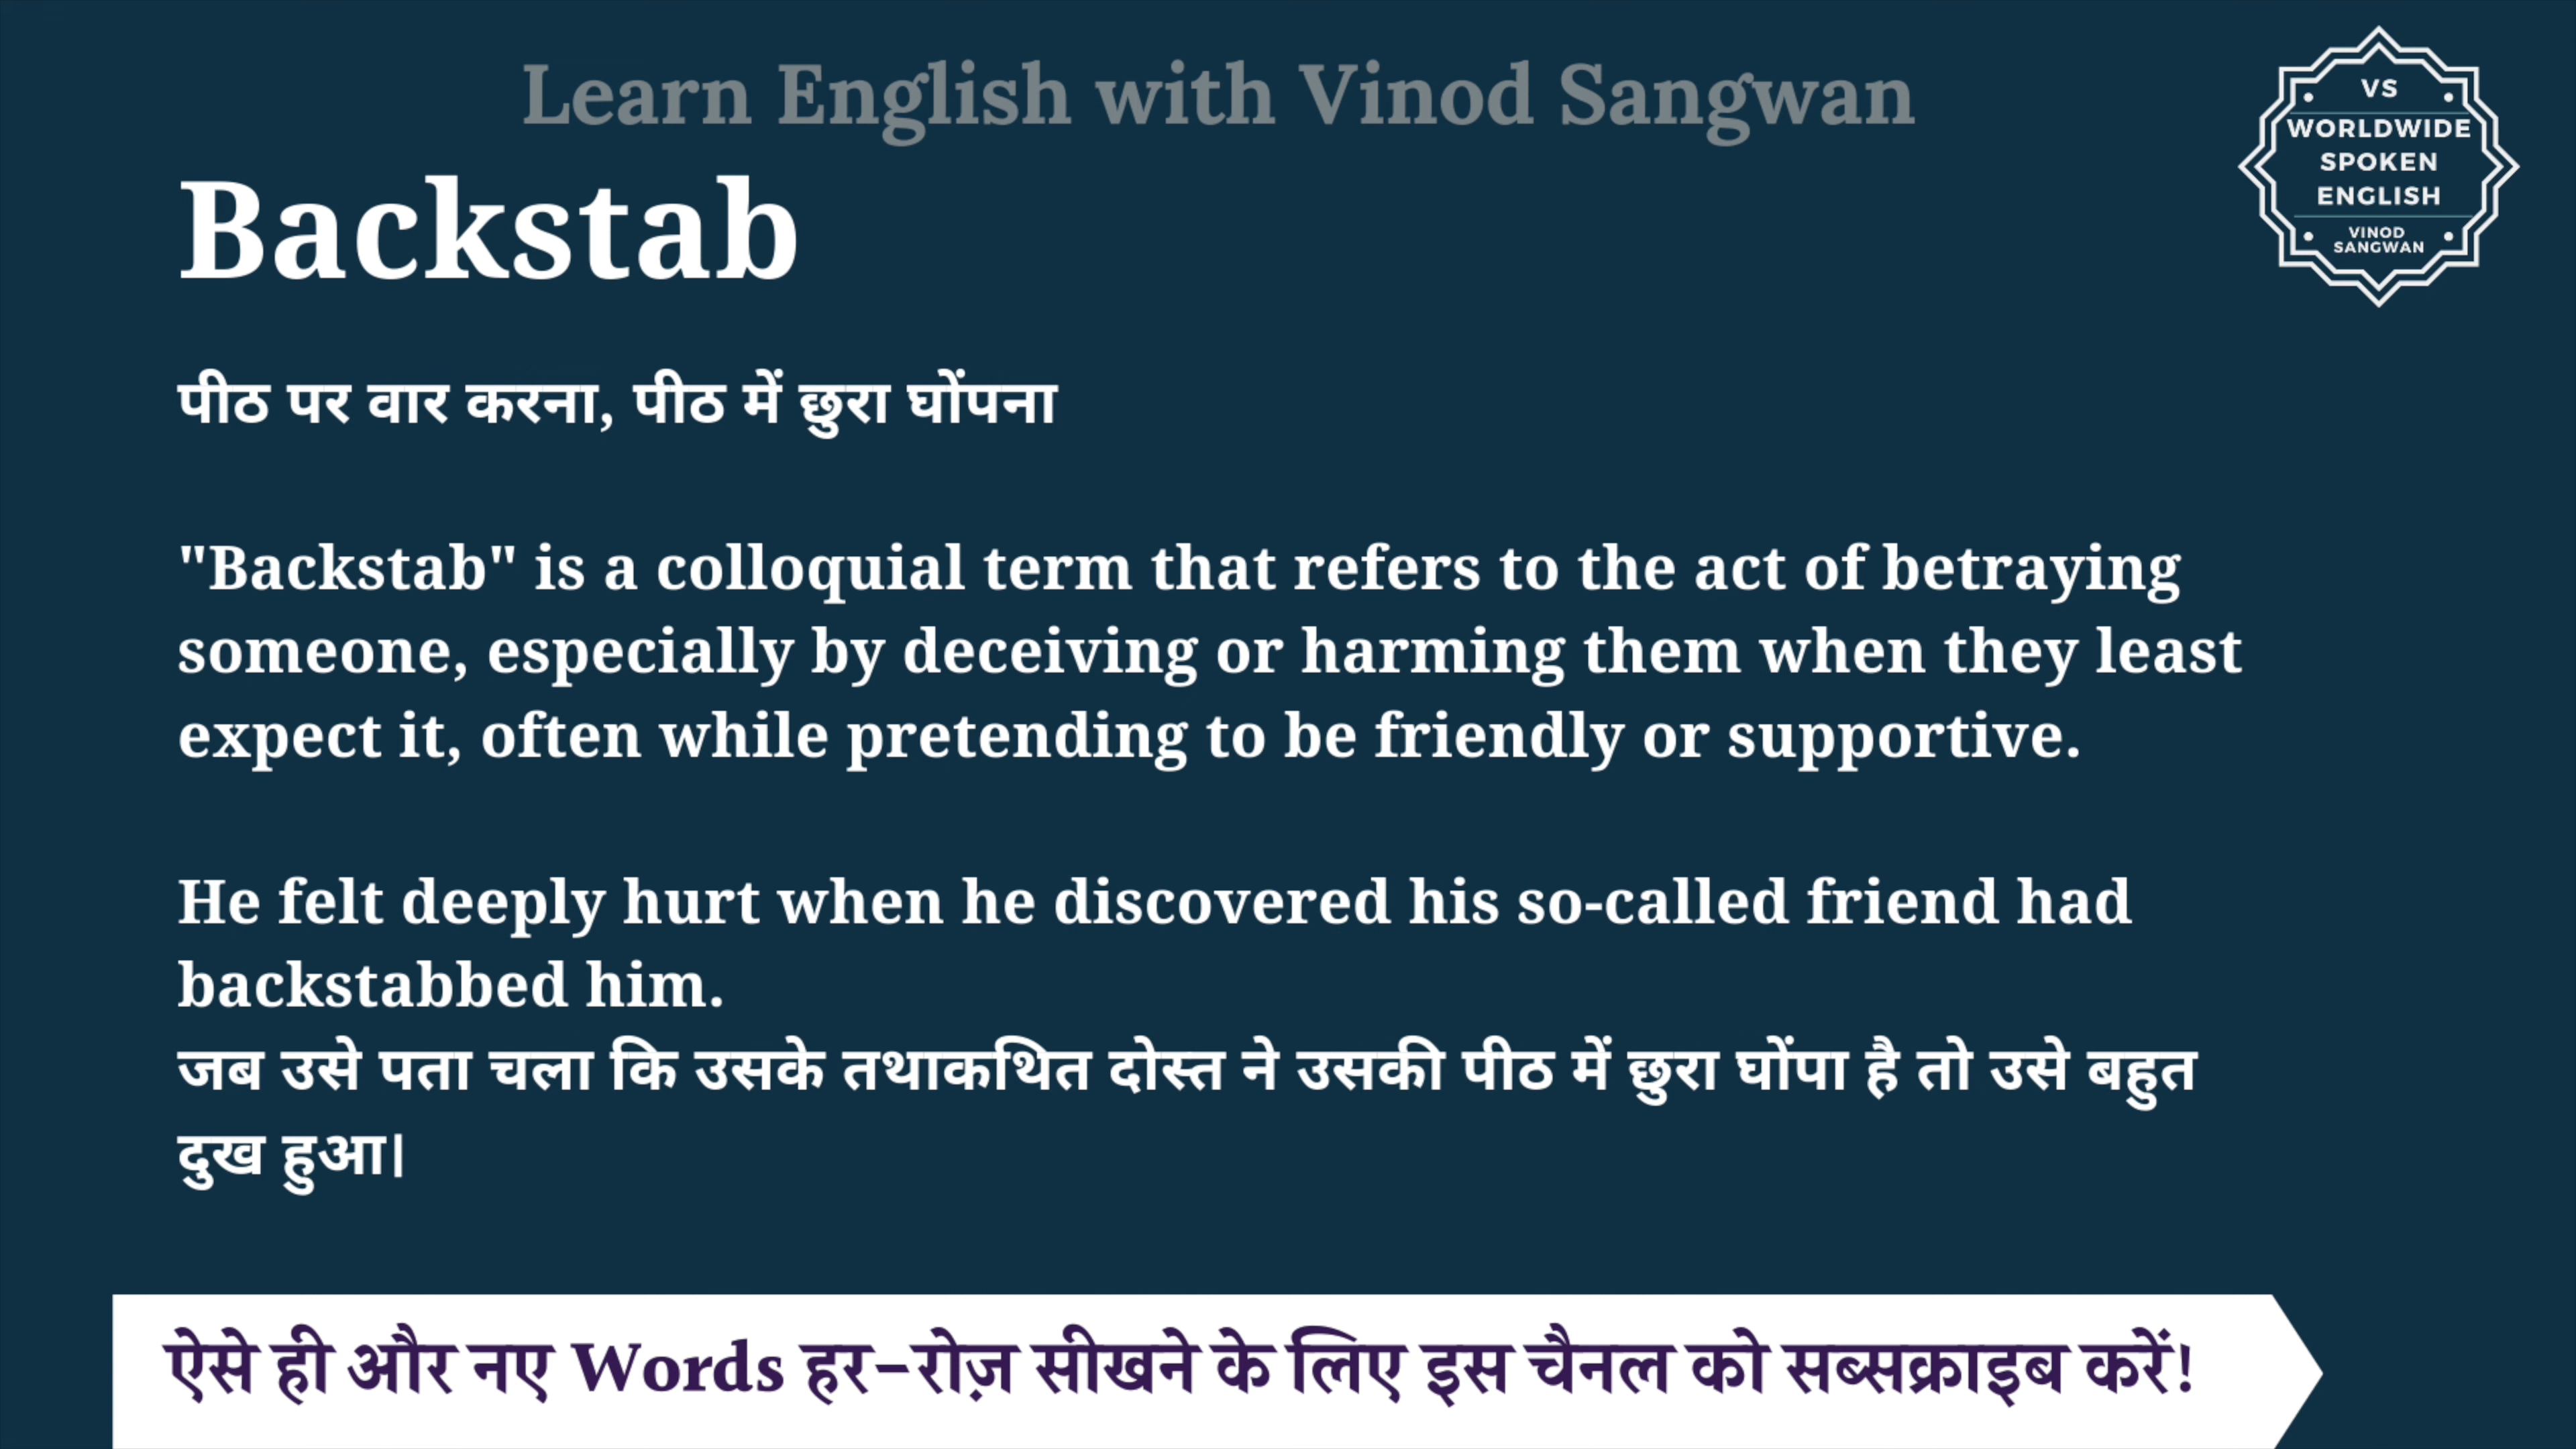 Learn English with Vinod Sangwan
VS
WORLDWIDE
SPOKEN
ENGLISH
VINOD
SANGWAN
Backstab
पीठ पर वार करना, पीठ में छुरा घोंपना
"Backstab" is a colloquial term that refers to the act of betraying
someone, especially by deceiving or harming them when they least
expect it, often while pretending to be friendly or supportive.
He felt deeply hurt when he discovered his so-called friend had
backstabbed him.
जब उसे पता चला कि उसके तथाकथित दोस्त ने उसकी पीठ में छुरा घोंपा है तो उसे बहुत
दुख हुआ।
ऐसे ही और नए Words हर-रोज़ सीखने के लिए इस चैनल को सब्सक्राइब करें!